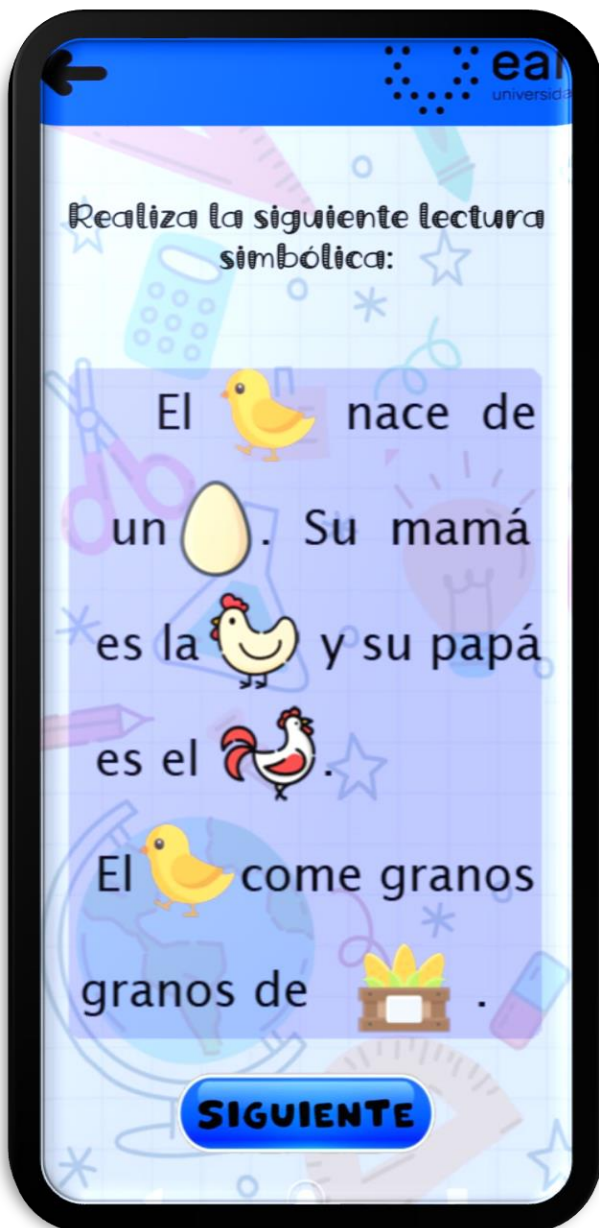 ean
universida
Realiza la siguiente lectura
simbólica:
El nace de
un . Su mamá
es la y su papá
es el .
El come granos
granos de .
SIGUIENTE